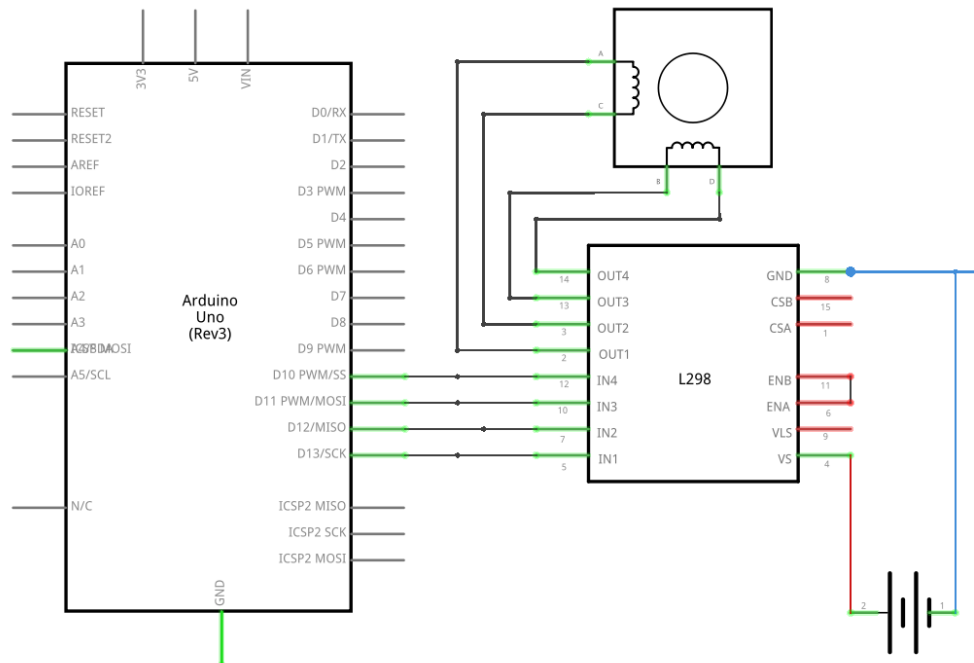 3V3
5V
VIN
RESET
RESET2
AREF
IOREF
A0
A1
A2
A3
A5/SCL
N/C
Arduino
Uno
(Rev3)
D0/RX
D1/TX
D2
D3 PWM
D4
D5 PWM
D6 PWM
D7
D8
D9 PWM
D10 PWM/SS
D11 PWM/MOSI
D12/MISO
D13/SCK
ICSP2 MISO
ICSP2 SCK
ICSP2 MOSI
GND
A
C
B
D
14
13
3
2
12
10
7
5
OUT4
OUT3
OUT2
OUT1
IN4
IN3
IN2
IN1
L298
GND
CSB
CSA
ENB
ENA
VLS
VS
8
15
1
11
6
9
4
2
1